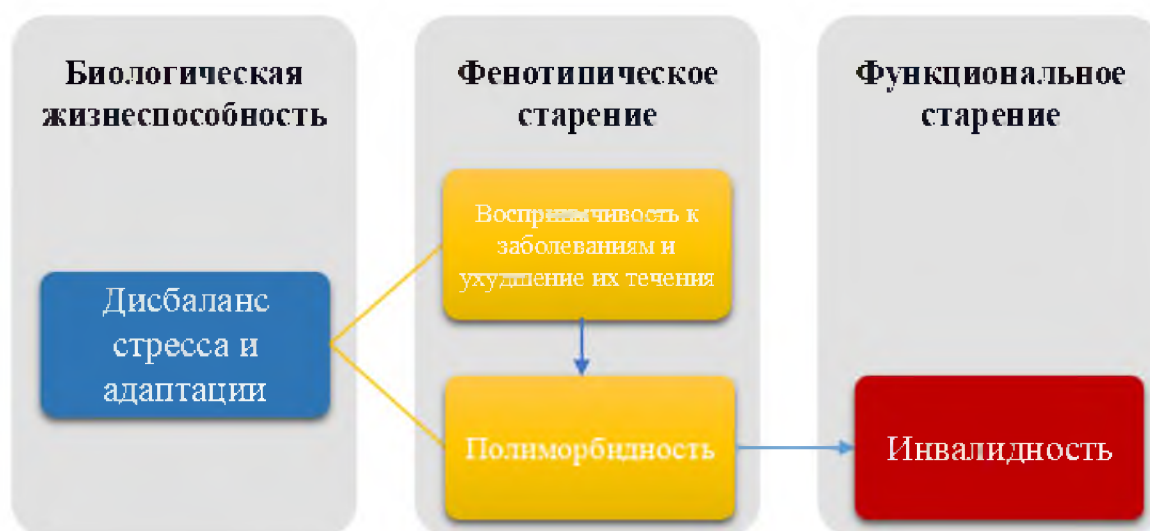 Биологическая
жизнеспособность
Фенотипическое
старение
Функциональное
старение
Восприимчивость к
заболеваниям и
ухудшение их течения
Дисбаланс
стресса и
адаптации
Полиморбидность
Инвалидность